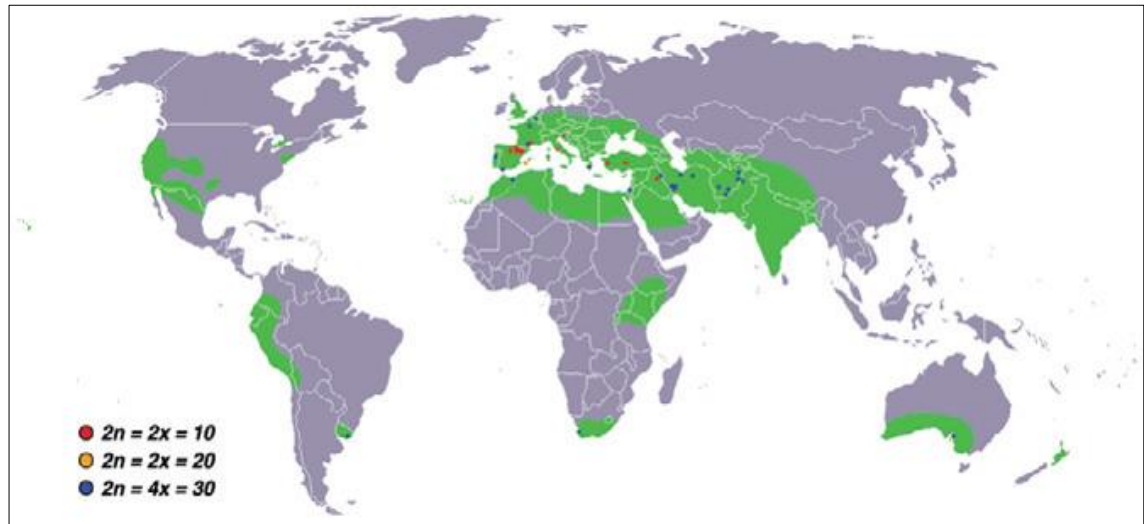 2n = 2x = 10
2n = 2x = 20
2n = 4x = 30